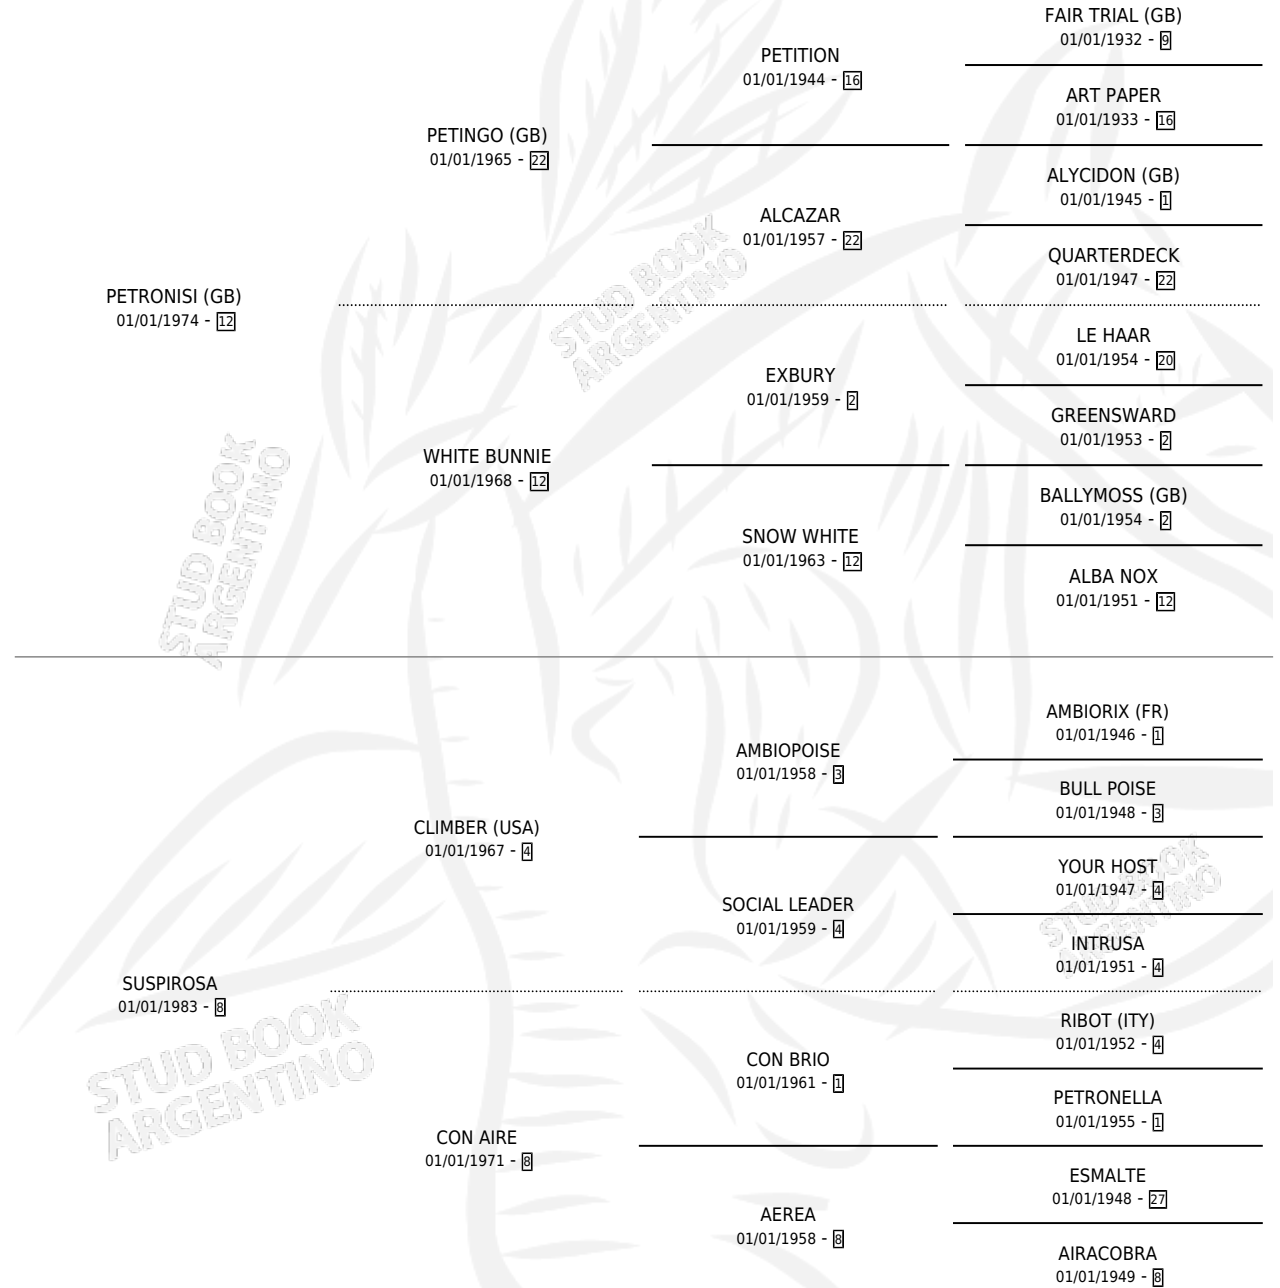 FAIR TRIAL (GB)
01/01/1932 - 9
PETITION
01/01/1944 - 16
ART PAPER
01/01/1933 - 16
PETINGO (GB)
01/01/1965 - 22
ALYCIDON (GB)
01/01/1945 - 1
ALCAZAR
01/01/1957 - 22
QUARTERDECK
01/01/1947 - 22
PETRONISI (GB)
01/01/1974 - 12
LE HAAR
01/01/1954 - 20
EXBURY
01/01/1959 - 2
GREENSWARD
01/01/1953 - 2
WHITE BUNNIE
01/01/1968 - 12
BALLYMOSS (GB)
01/01/1954 - 2
SNOW WHITE
01/01/1963 - 12
ALBA NOX
01/01/1951 - 12
AMBIORIX (FR)
01/01/1946 - 1
AMBIOPOISE
01/01/1958 - 3
BULL POISE
01/01/1948 - 3
CLIMBER (USA)
01/01/1967 - 4
YOUR HOST
01/01/1947 - 4
SOCIAL LEADER
01/01/1959 - 4
INTRUSA
01/01/1951 - 4
SUSPIROSA
01/01/1983 - 8
RIBOT (ITY)
01/01/1952 - 4
CON BRIO
01/01/1961 - 1
PETRONELLA
01/01/1955 - 1
CON AIRE
01/01/1971 - 8
ESMALTE
01/01/1948 - 27
AEREA
01/01/1958 - 8
AIRACOBRA
01/01/1949 - 8
STUD BOOK
ARGENTINO
STUD BOOK
ARGENTINO
STUD BOOK
ARGENTINO
STUD BOOK
ARGENTINO